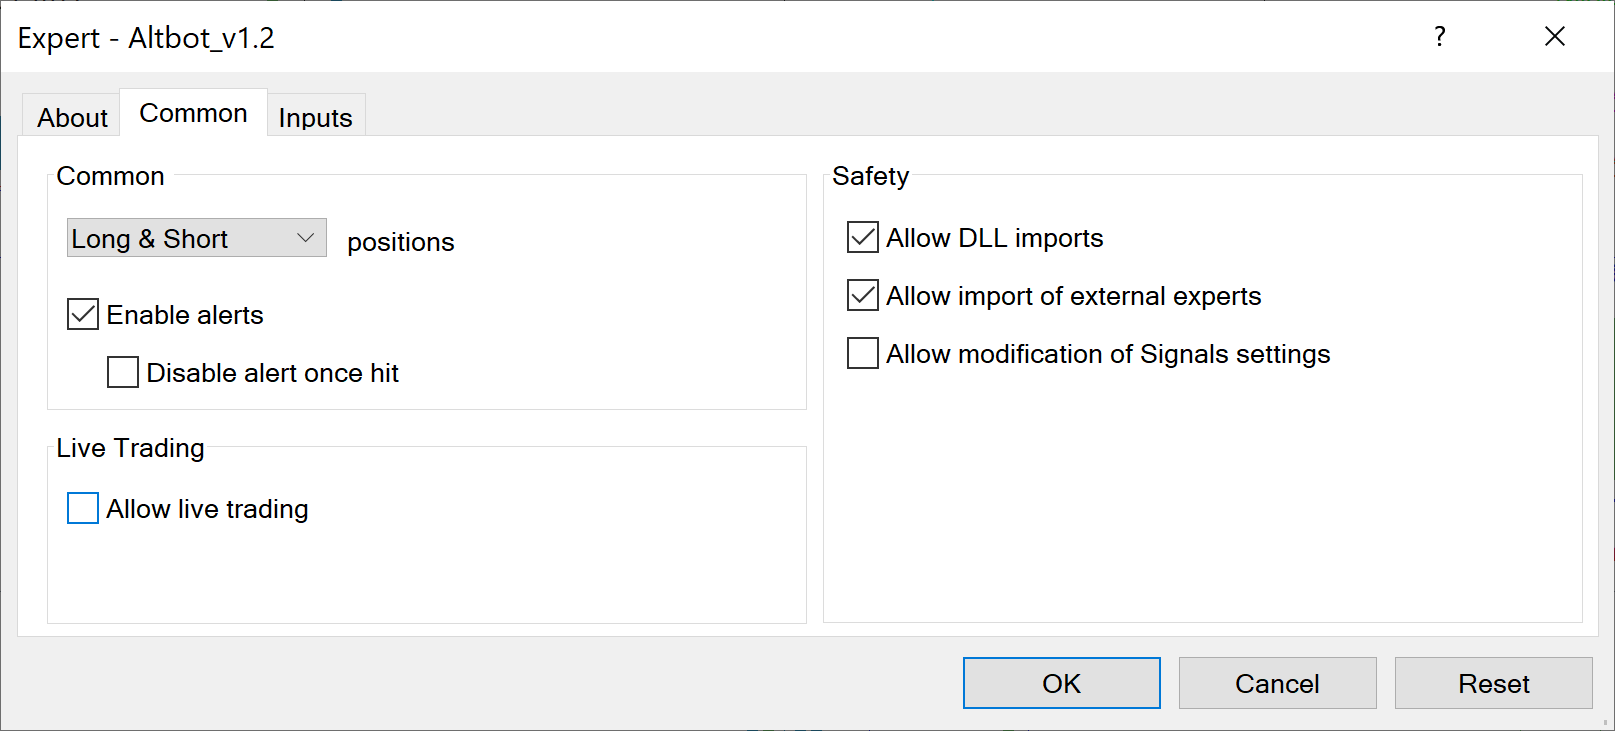 Expert - Altbot_v1.2
?
About
Common
Inputs
Common
Long & Short
positions
Enable alerts
Disable alert once hit
Live Trading
Allow live trading
Safety
Allow DLL imports
Allow import of external experts
Allow modification of Signals settings
OK
Cancel
Reset